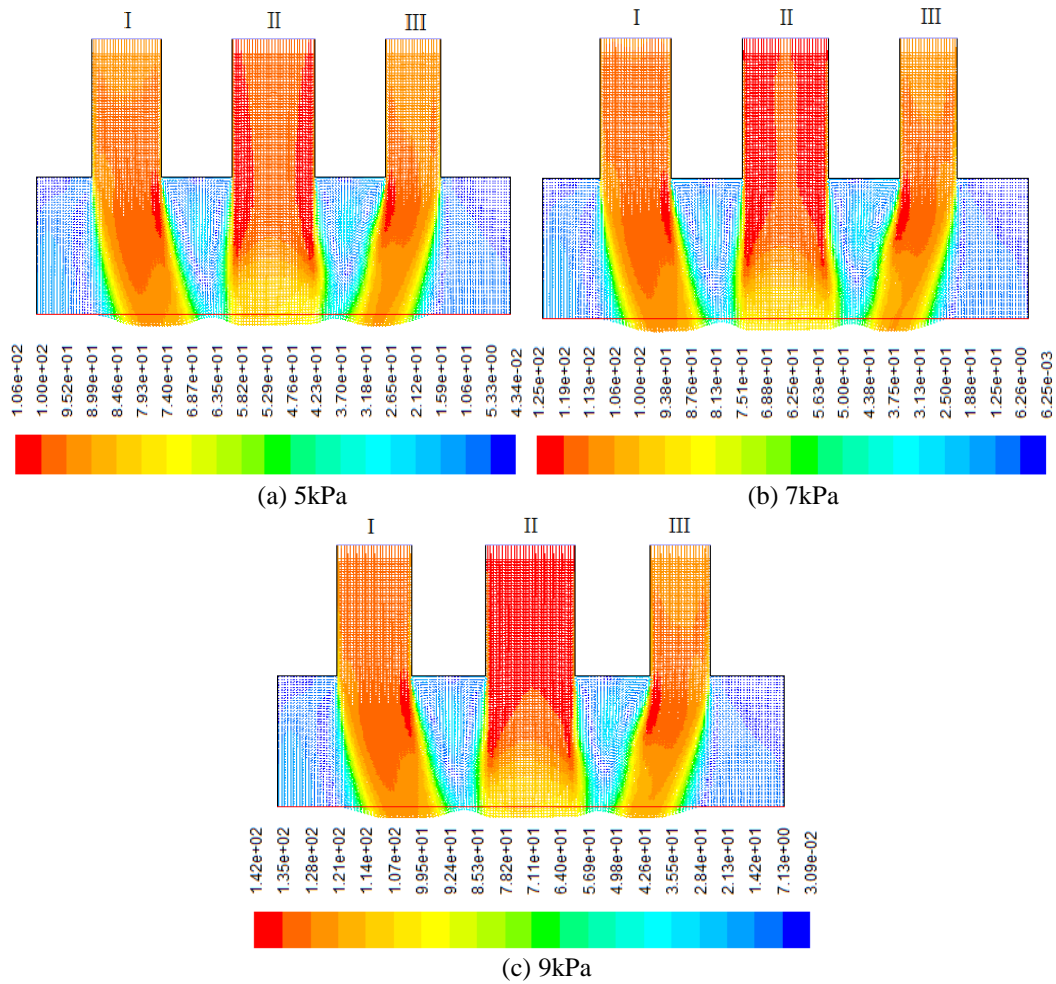 Ⅰ Ⅱ Ⅲ
1.06e+02 1.00e+02 9.52e+01 8.99e+01 8.46e+01 7.93e+01 7.40e+01 6.87e+01 6.35e+01 5.82e+01 5.29e+01 4.76e+01 4.23e+01 3.70e+01 3.18e+01 2.65e+01 2.12e+01 1.59e+01 1.06e+01 5.33e+00 4.34e-02
(a) 5kPa
Ⅰ Ⅱ Ⅲ
1.25e+02 1.19e+02 1.13e+02 1.06e+02 1.00e+02 9.38e+01 8.76e+01 8.13e+01 7.51e+01 6.88e+01 6.25e+01 5.63e+01 5.00e+01 4.38e+01 3.75e+01 3.13e+01 2.50e+01 1.88e+01 1.25e+01 6.26e+00 6.25e-03
(b) 7kPa
Ⅰ Ⅱ Ⅲ
1.42e+02 1.35e+02 1.28e+02 1.21e+02 1.14e+02 1.07e+02 9.95e+01 9.24e+01 8.53e+01 7.82e+01 7.11e+01 6.40e+01 5.69e+01 4.98e+01 4.26e+01 3.55e+01 2.84e+01 2.13e+01 1.42e+01 7.13e+00 3.09e-02
(c) 9kPa